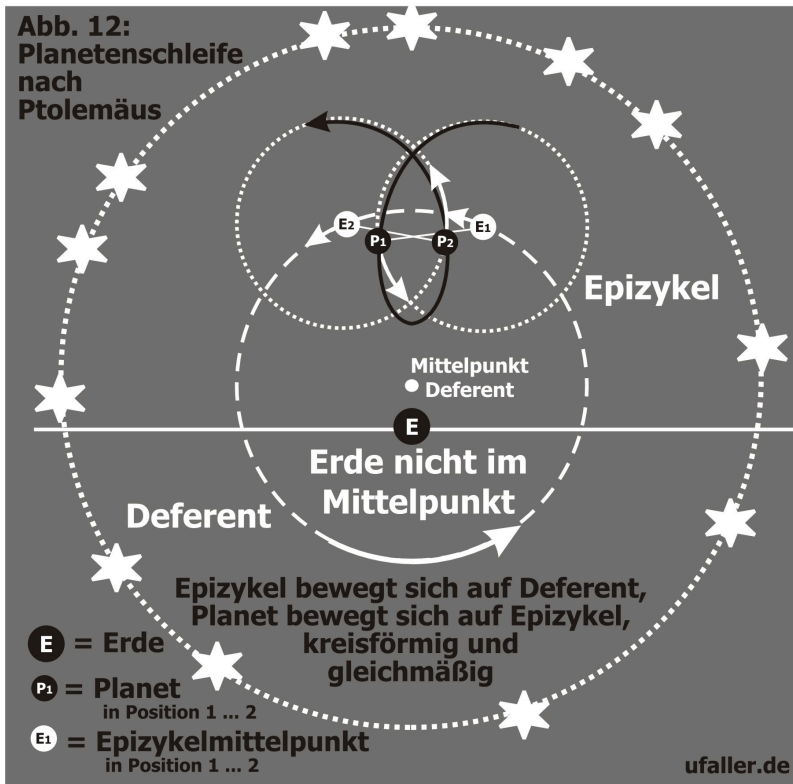 Abb. 12:
Planetenschleife
nach
Ptolemäus
E2
E1
P1
P2
Epizykel
Mittelpunkt
Deferent
E
Erde nicht im
Mittelpunkt
Deferent
Epizykel bewegt sich auf Deferent,
Planet bewegt sich auf Epizykel,
kreisförmig und
gleichmäßig
E = Erde
P1 = Planet
in Position 1 ... 2
E1 = Epizykelmittelpunkt
in Position 1 ... 2
ufaller.de